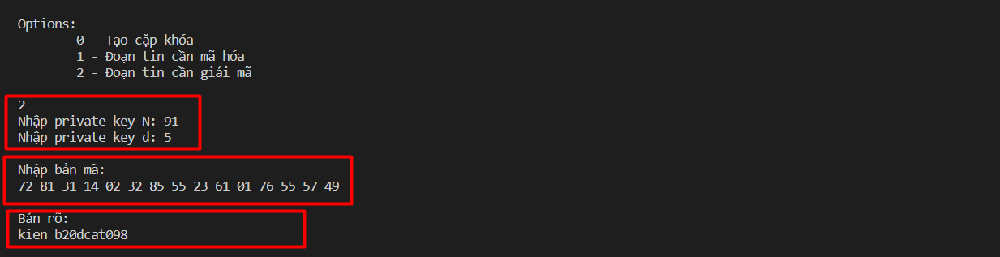 Options:
0 - Tạo cặp khóa
1 - Đoạn tin cần mã hóa
2 - Đoạn tin cần giải mã
2
Nhập private key N: 91
Nhập private key d: 5
Nhập bản mã:
72 81 31 14 02 32 85 55 23 61 01 76 55 57 49
Bản rõ:
kien b20dcat098